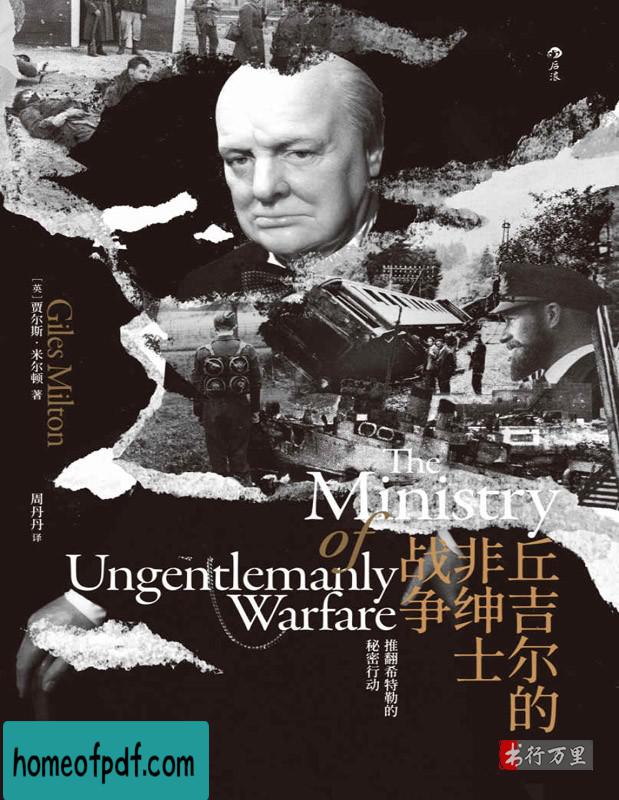 后浪
[英]贾尔斯·米尔顿 著
Giles Milton
周丹丹 译
The
Ministry
of
Ungentlemanly
Warfare
丘吉尔的
非绅士
战争
推翻希特勒的
秘密行动
书行万里
homeofpdf.com